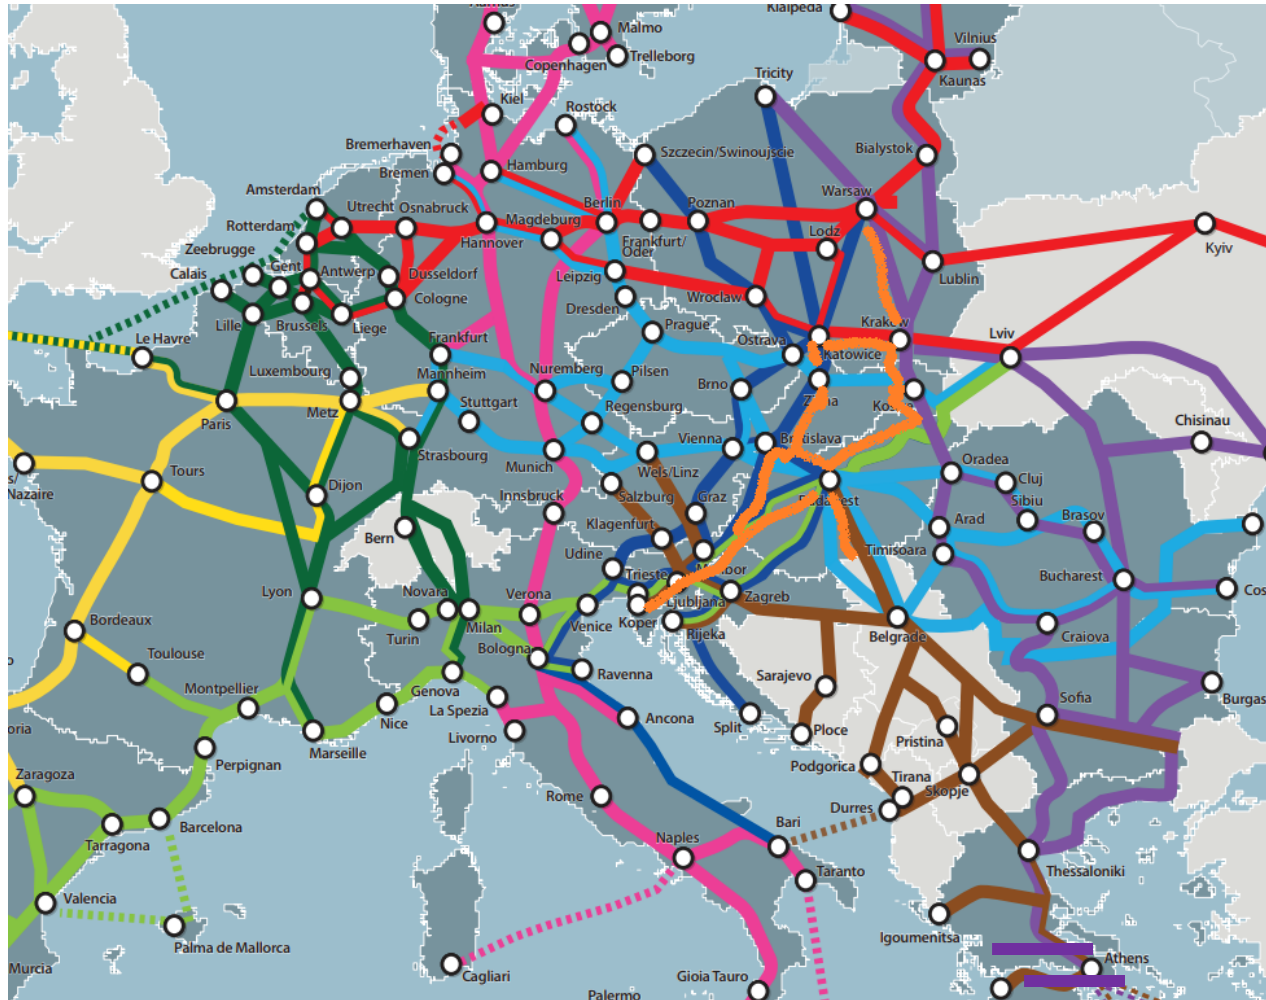 Klaipeda
Malmo
Vilnius
Copenhagen
Trelleborg
Kaunas
Tricity
Kiel
Rostock
Bremerhaven
Szczecin/Swinoujscie
Bialystok
Hamburg
Bremen
Amsterdam
Warsaw
Utrecht
Osnabruck
Berlin
Poznan
Rotterdam
Magdeburg
Lodz
Hannover
Frankfurt/
Oder
Kyiv
Zeebrugge
Gent
Antwerp
Dusseldorf
Leipzig
Lublin
Calais
Cologne
Dresden
Wroclaw
Lille
Brussels
Liege
Prague
Krakow
Lviv
Le Havre
Frankfurt
Ostrava
Katowice
Luxembourg
Mannheim
Nuremberg
Pilsen
Brno
Metz
Stuttgart
Regensburg
Paris
Chisinau
Strasbourg
Munich
Vienna
Bratislava
Tours
Wels/Linz
Oradea
Cluj
s/
Nazaire
Dijon
Innsbruck
Salzburg
Graz
Budapest
Sibiu
Brasov
Bern
Klagenfurt
Arad
Udine
Timisoara
Trieste
Bucharest
Lyon
Novara
Verona
Ljubljana
Zagreb
Cos
Bordeaux
Turin
Milan
Venice
Koper
Rijeka
Belgrade
Craiova
Bologna
Toulouse
Ravenna
Sarajevo
Montpellier
Genova
La Spezia
Sofia
Burgas
Nice
Ancona
Split
Ploce
oria
Livorno
Pristina
Marseille
Perpignan
Podgorica
Zaragoza
Tirana
Skopje
Rome
Durres
Barcelona
Bari
Tarragona
Naples
Taranto
Thessaloniki
Valencia
Igoumenitsa
Palma de Mallorca
Murcia
Cagliari
Gioia Tauro
Athens
Palermo